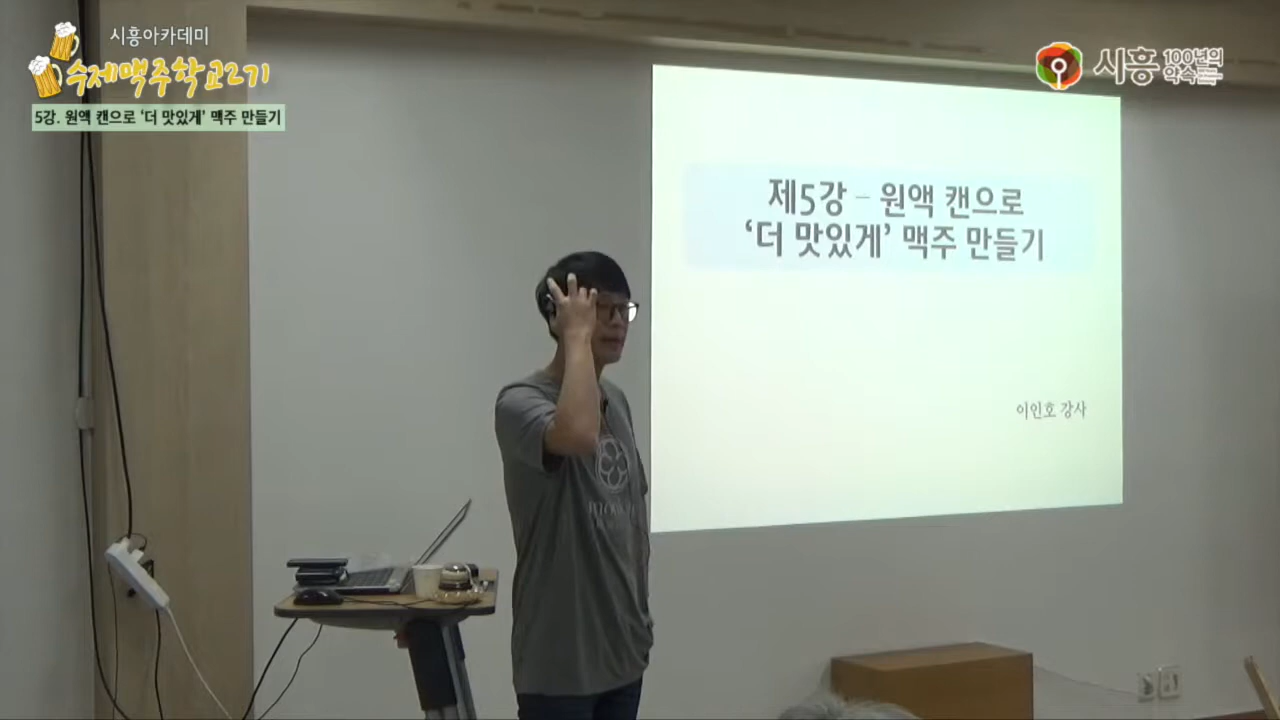 시흥아카데미
수제맥주학교2기
5강. 원액 캔으로 ‘더 맛있게’ 맥주 만들기
시흥 100년의
약속
제5강 - 원액 캔으로
‘더 맛있게’ 맥주 만들기
이인호 강사